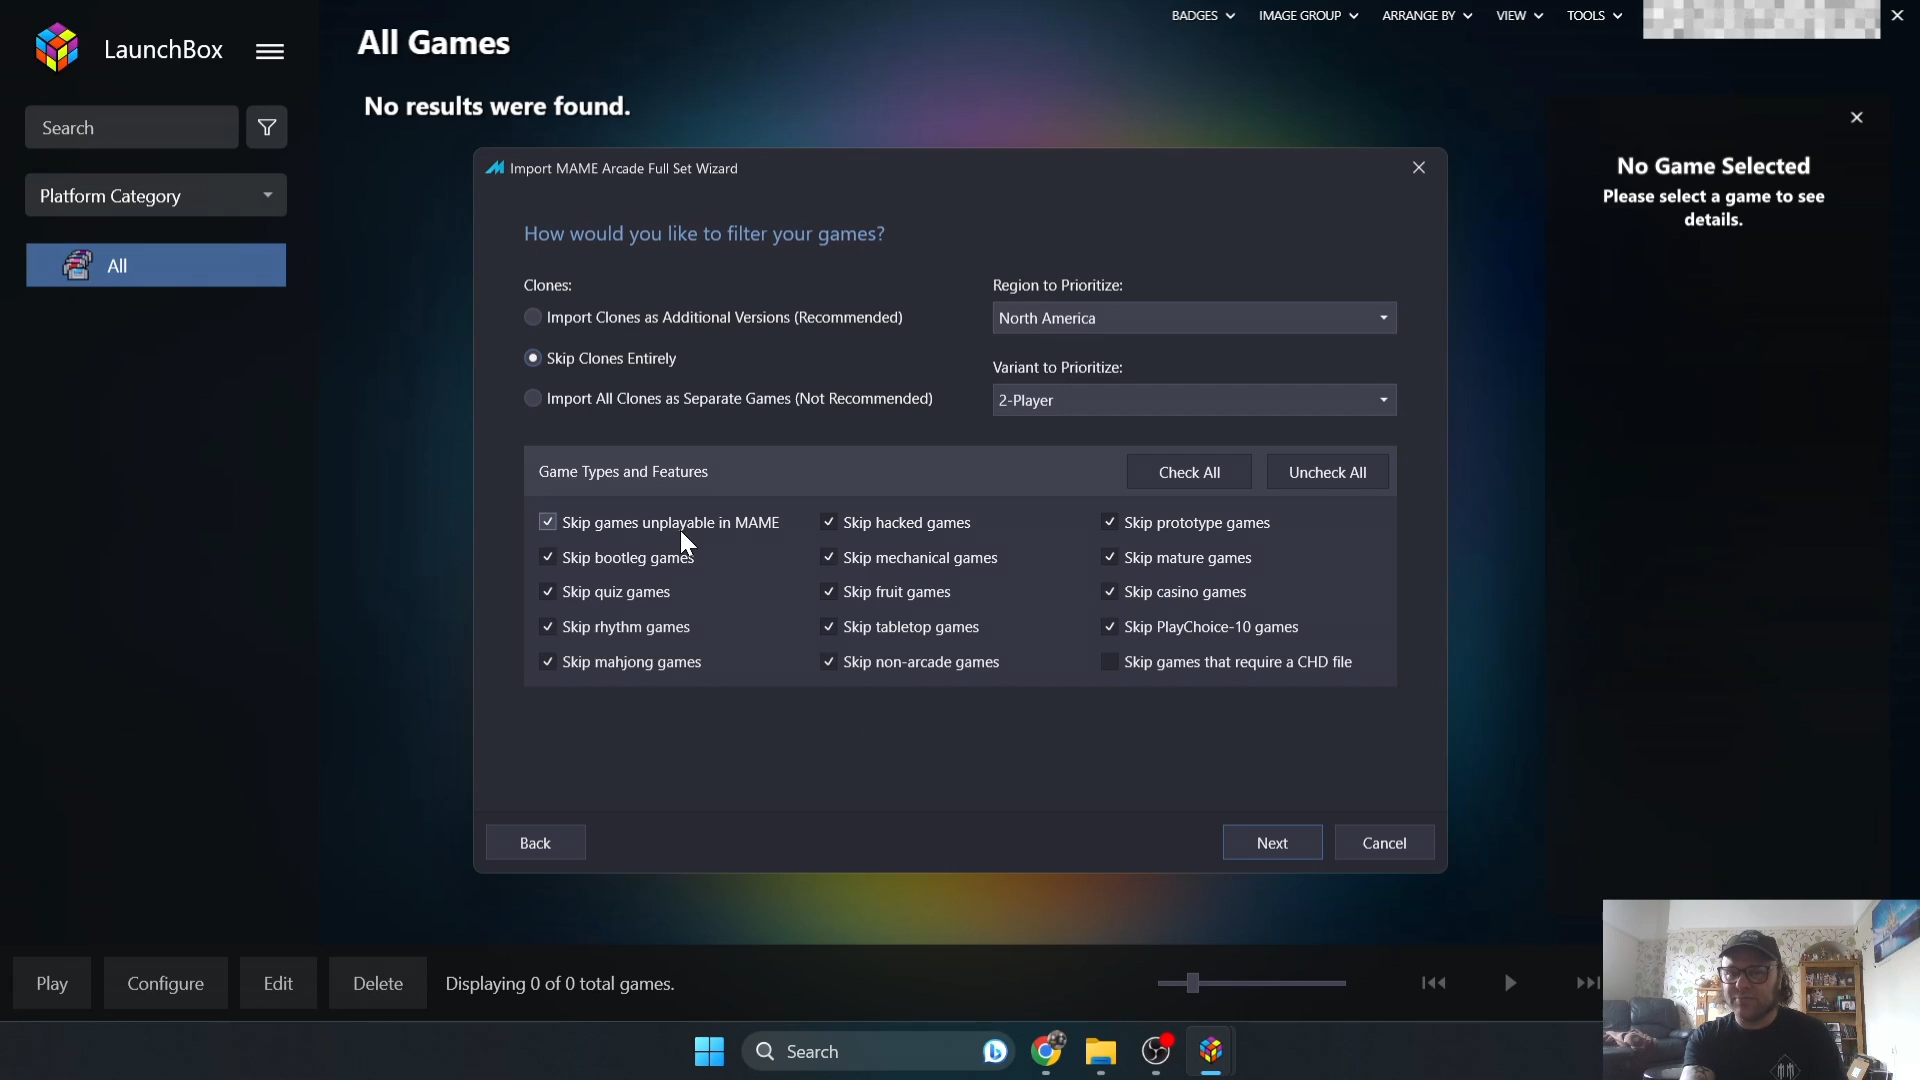 LaunchBox
All Games
BADGES
IMAGE GROUP
ARRANGE BY
VIEW
TOOLS
Search
No results were found.
Platform Category
All
No Game Selected
Please select a game to see
details.
Import MAME Arcade Full Set Wizard
How would you like to filter your games?
Clones:
Import Clones as Additional Versions (Recommended)
Skip Clones Entirely
Import All Clones as Separate Games (Not Recommended)
Region to Prioritize:
North America
Variant to Prioritize:
2-Player
Game Types and Features
Check All
Uncheck All
Skip games unplayable in MAME
Skip hacked games
Skip prototype games
Skip bootleg games
Skip mechanical games
Skip mature games
Skip quiz games
Skip fruit games
Skip casino games
Skip rhythm games
Skip tabletop games
Skip PlayChoice-10 games
Skip mahjong games
Skip non-arcade games
Skip games that require a CHD file
Back
Next
Cancel
Play
Configure
Edit
Delete
Displaying 0 of 0 total games.
Search